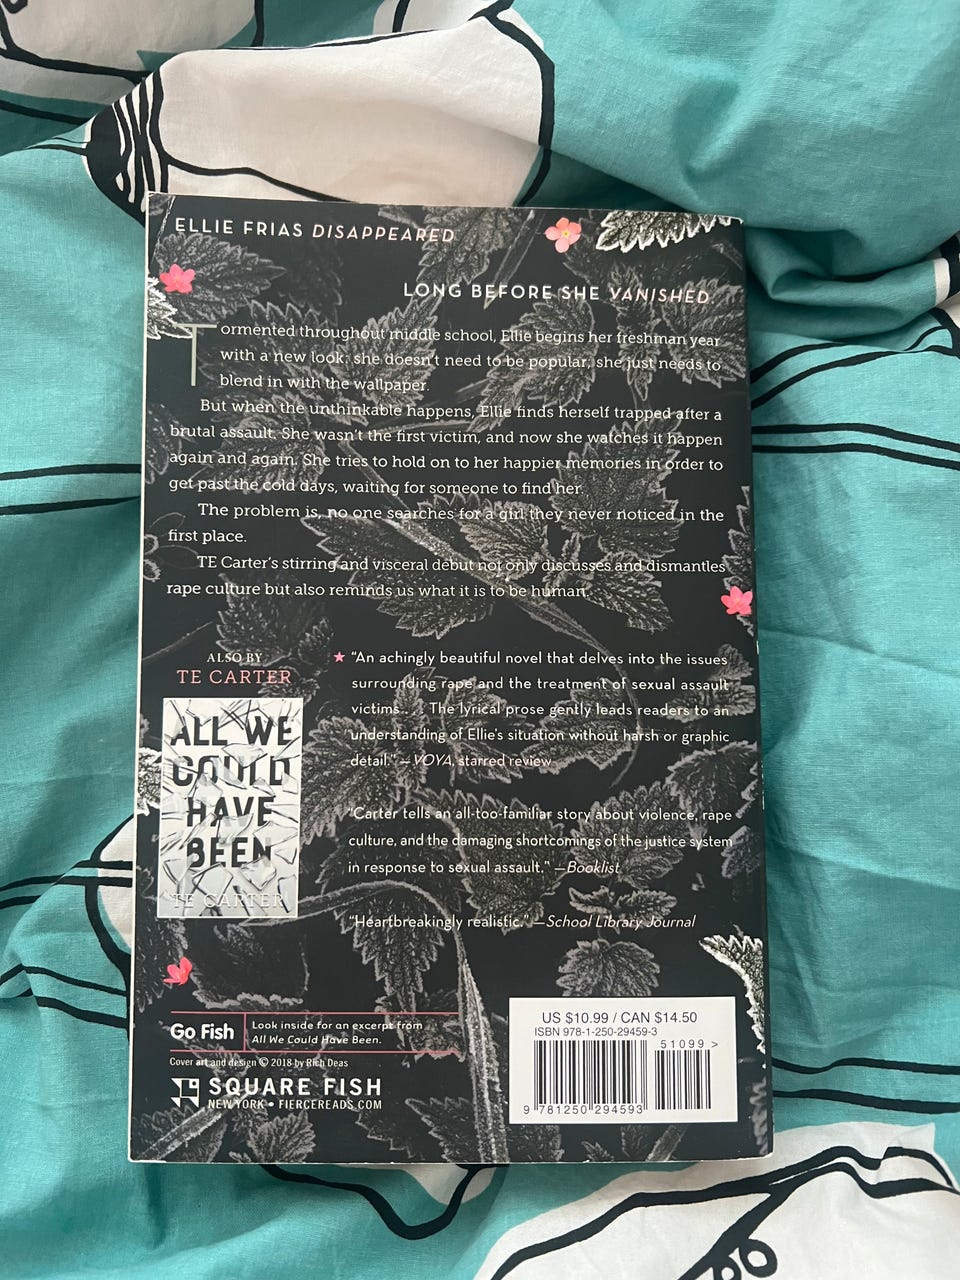 ELLIE FRIAS DISAPPEARED
LONG BEFORE SHE VANISHED.
Tormented throughout middle school, Ellie begins her freshman year
with a new look: she doesn't need to be popular, she just needs to
blend in with the wallpaper.
But when the unthinkable happens, Ellie finds herself trapped after a
brutal assault. She wasn't the first victim, and now she watches it happen
again and again. She tries to hold on to her happier memories in order to
get past the cold days, waiting for someone to find her.
The problem is, no one searches for a girl they never noticed in the
first place.
TE Carter's stirring and visceral debut not only discusses and dismantles
rape culture but also reminds us what it is to be human.
ALSO BY
TE CARTER
ALL WE
COULD
HAVE
BEEN
TE CARTER
★ "An achingly beautiful novel that delves into the issues
surrounding rape and the treatment of sexual assault
victims. . . . The lyrical prose gently leads readers to an
understanding of Ellie's situation without harsh or graphic
detail." —VOYA, starred review
"Carter tells an all-too-familiar story about violence, rape
culture, and the damaging shortcomings of the justice system
in response to sexual assault." —Booklist
"Heartbreakingly realistic." —School Library Journal
Go Fish
Look inside for an excerpt from
All We Could Have Been.
Cover art and design © 2018 by Rich Deas
SQUARE FISH
NEW YORK • FIERCEREADS.COM
US $10.99 / CAN $14.50
ISBN 978-1-250-29459-3
51099 >
9 781250 294593